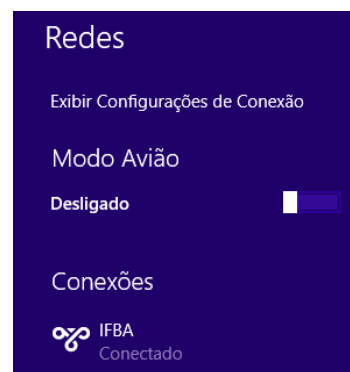 Redes
Exibir Configurações de Conexão
Modo Avião
Desligado
Conexões
IFBA
Conectado